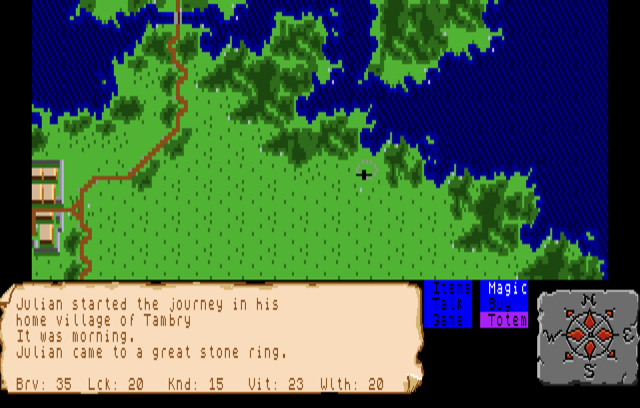 Items Magic
Talk Buy
Game Totem
Julian started the journey in his
home village of Tambry
It was morning.
Julian came to a great stone ring.
Brv: 35 Lck: 20 Knd: 15 Vit: 23 Wlth: 20
N
W E
S